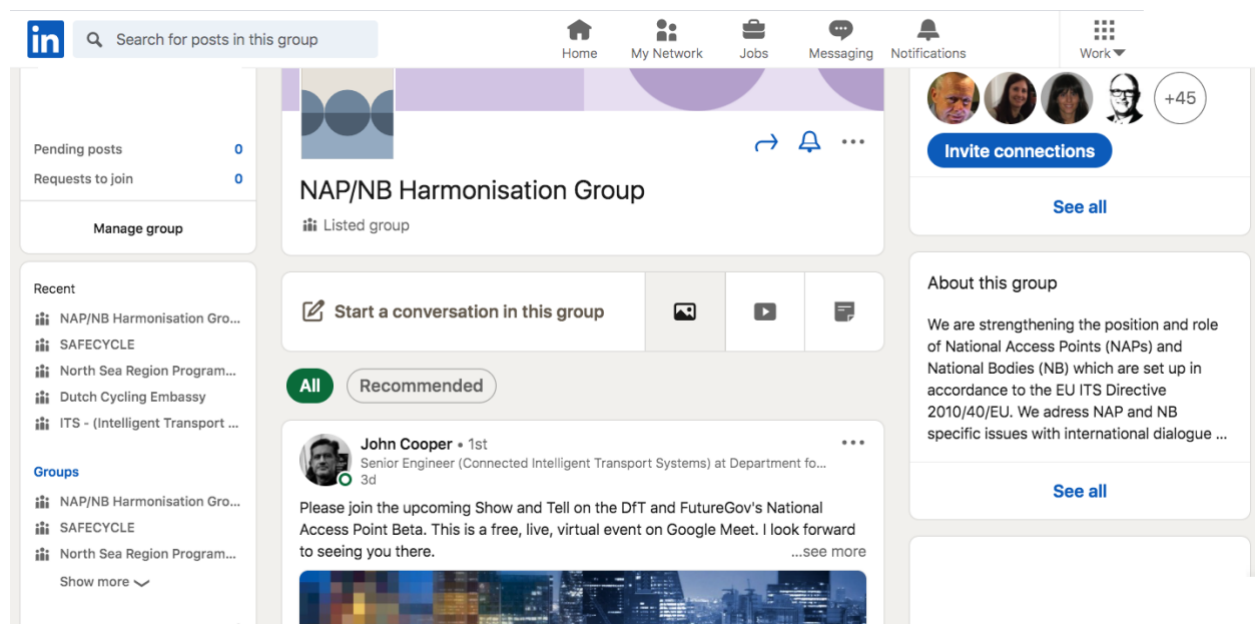 in
Search for posts in this group
Home
My Network
Jobs
Messaging
Notifications
Work
Pending posts 0
Requests to join 0
Manage group
Recent
NAP/NB Harmonisation Gro...
SAFECYCLE
North Sea Region Program...
Dutch Cycling Embassy
ITS - (Intelligent Transport ...
Groups
NAP/NB Harmonisation Gro...
SAFECYCLE
North Sea Region Program...
Show more
NAP/NB Harmonisation Group
Listed group
Start a conversation in this group
All
Recommended
John Cooper • 1st
Senior Engineer (Connected Intelligent Transport Systems) at Department fo...
3d
Please join the upcoming Show and Tell on the DfT and FutureGov's National
Access Point Beta. This is a free, live, virtual event on Google Meet. I look forward
to seeing you there. ...see more
+45
Invite connections
See all
About this group
We are strengthening the position and role
of National Access Points (NAPs) and
National Bodies (NB) which are set up in
accordance to the EU ITS Directive
2010/40/EU. We adress NAP and NB
specific issues with international dialogue ...
See all